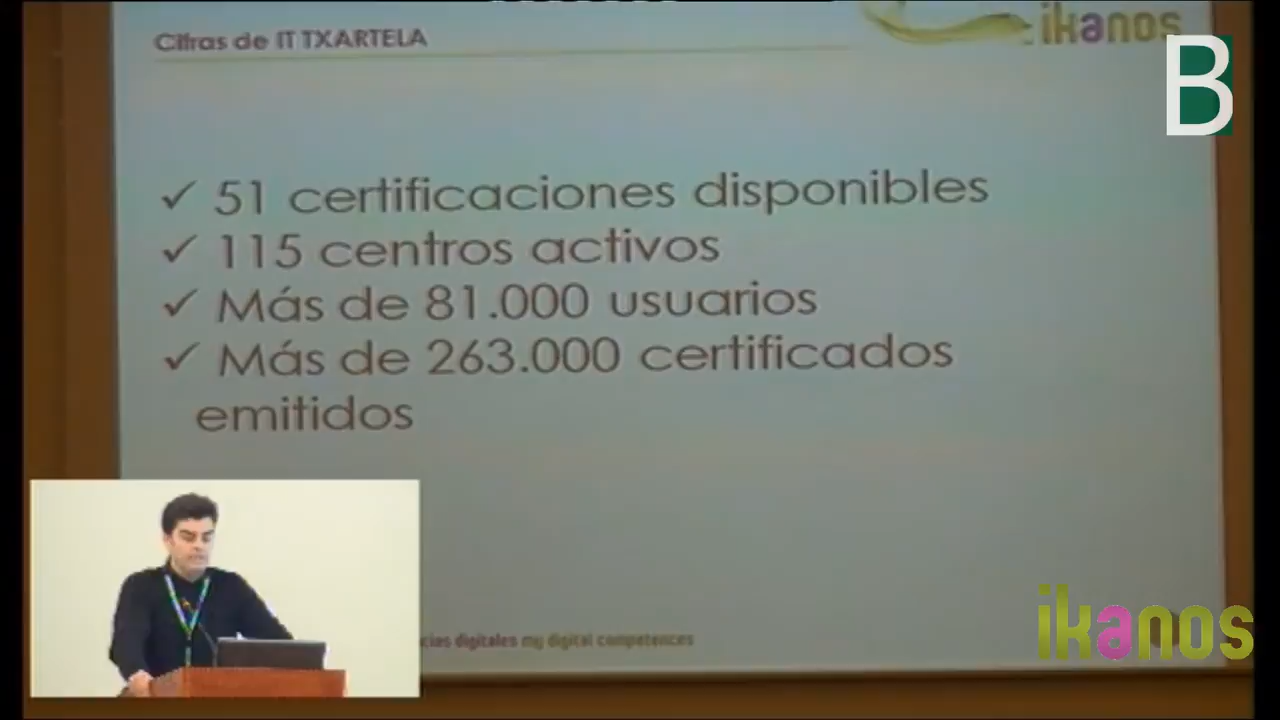 Cifras de IT TXARTELA
ikanos
B
✓ 51 certificaciones disponibles
✓ 115 centros activos
✓ Más de 81.000 usuarios
✓ Más de 263.000 certificados
emitidos
digitales my digital competences
ikanos